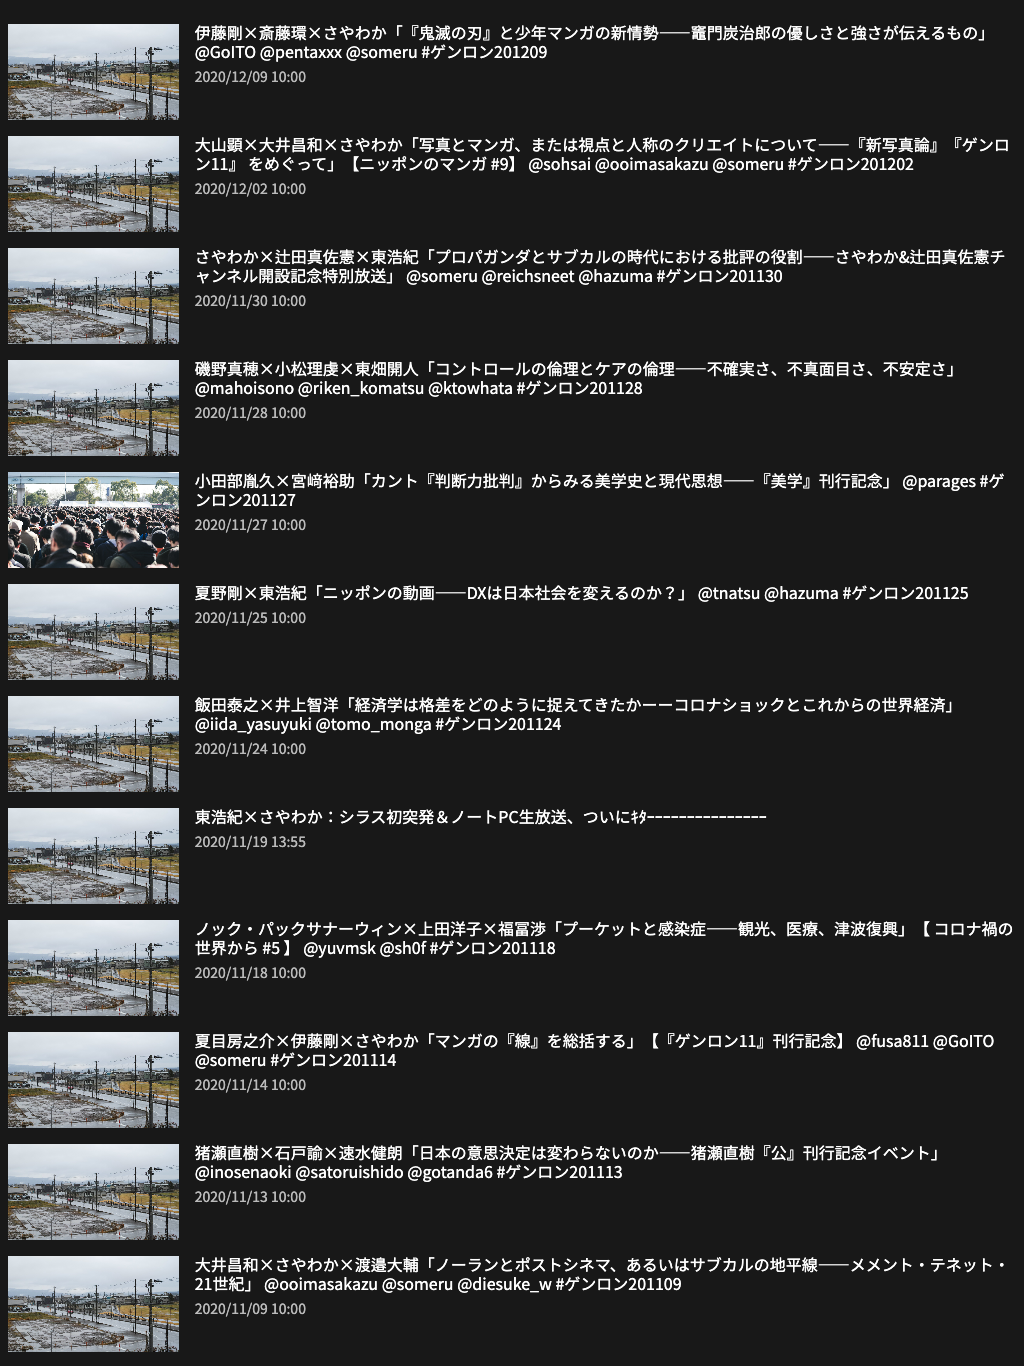 伊藤剛×斎藤環×さやわか「『鬼滅の刃』と少年マンガの新情勢——竈門炭治郎の優しさと強さが伝えるもの」
@GoITO @pentaxxx @someru #ゲンロン201209
2020/12/09 10:00
大山顕×大井昌和×さやわか「写真とマンガ、または視点と人称のクリエイトについて——『新写真論』『ゲンロ
ン11』 をめぐって」【ニッポンのマンガ #9】 @sohsai @ooimasakazu @someru #ゲンロン201202
2020/12/02 10:00
さやわか×辻田真佐憲×東浩紀「プロパガンダとサブカルの時代における批評の役割——さやわか&辻田真佐憲チ
ャンネル開設記念特別放送」 @someru @reichsneet @hazuma #ゲンロン201130
2020/11/30 10:00
磯野真穂×小松理虔×東畑開人「コントロールの倫理とケアの倫理——不確実さ、不真面目さ、不安定さ」
@mahoisono @riken_komatsu @ktowhata #ゲンロン201128
2020/11/28 10:00
小田部胤久×宮﨑裕助「カント『判断力批判』からみる美学史と現代思想——『美学』刊行記念」 @parages #ゲ
ンロン201127
2020/11/27 10:00
夏野剛×東浩紀「ニッポンの動画——DXは日本社会を変えるのか？」 @tnatsu @hazuma #ゲンロン201125
2020/11/25 10:00
飯田泰之×井上智洋「経済学は格差をどのように捉えてきたかーーコロナショックとこれからの世界経済」
@iida_yasuyuki @tomo_monga #ゲンロン201124
2020/11/24 10:00
東浩紀×さやわか：シラス初突発＆ノートPC生放送、ついにｷﾀｰｰｰｰｰｰｰｰｰｰｰｰｰｰｰ
2020/11/19 13:55
ノック・パックサナーウィン×上田洋子×福冨渉「プーケットと感染症——観光、医療、津波復興」【 コロナ禍の
世界から #5 】 @yuvmsk @sh0f #ゲンロン201118
2020/11/18 10:00
夏目房之介×伊藤剛×さやわか「マンガの『線』を総括する」【『ゲンロン11』刊行記念】 @fusa811 @GoITO
@someru #ゲンロン201114
2020/11/14 10:00
猪瀬直樹×石戸諭×速水健朗「日本の意思決定は変わらないのか——猪瀬直樹『公』刊行記念イベント」
@inosenaoki @satoruishido @gotanda6 #ゲンロン201113
2020/11/13 10:00
大井昌和×さやわか×渡邉大輔「ノーランとポストシネマ、あるいはサブカルの地平線——メメント・テネット・
21世紀」 @ooimasakazu @someru @diesuke_w #ゲンロン201109
2020/11/09 10:00